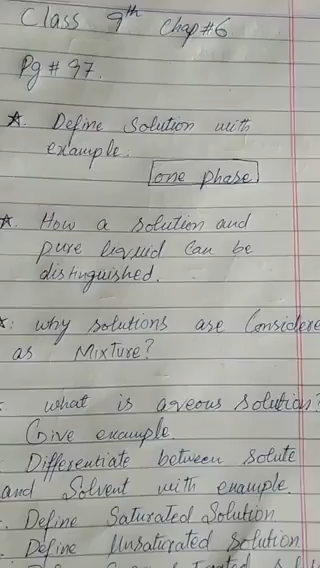 Class 9th Chap #6
Pg # 97.
★. Define Solution with
example.
one phase
★. How a solution and
pure liquid can be
distinguished.
★: why solutions are Considere
as Mixture?
what is aqeous solution?
Give example.
Differentiate between solute
and Solvent with example.
Define Saturated Solution
Define Unsaturated solution